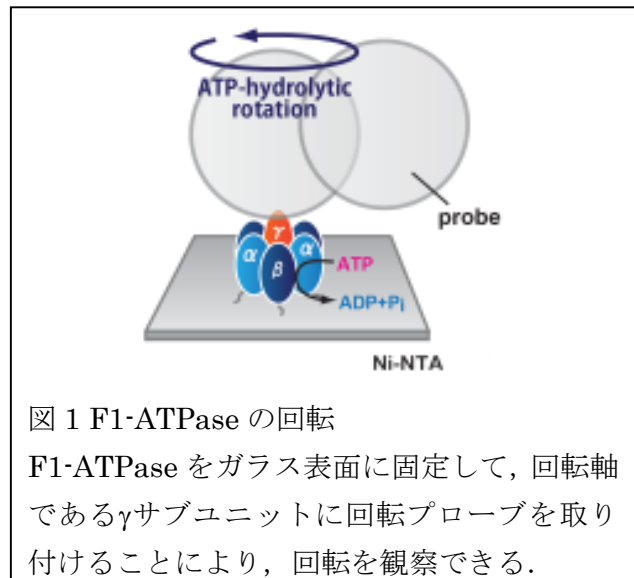 ATP-hydrolytic
rotation
probe
γ
α
β
α
ATP
ADP+Pi
Ni-NTA
図 1 F1-ATPase の回転
F1-ATPase をガラス表面に固定して, 回転軸
であるγサブユニットに回転プローブを取り
付けることにより，回転を観察できる．